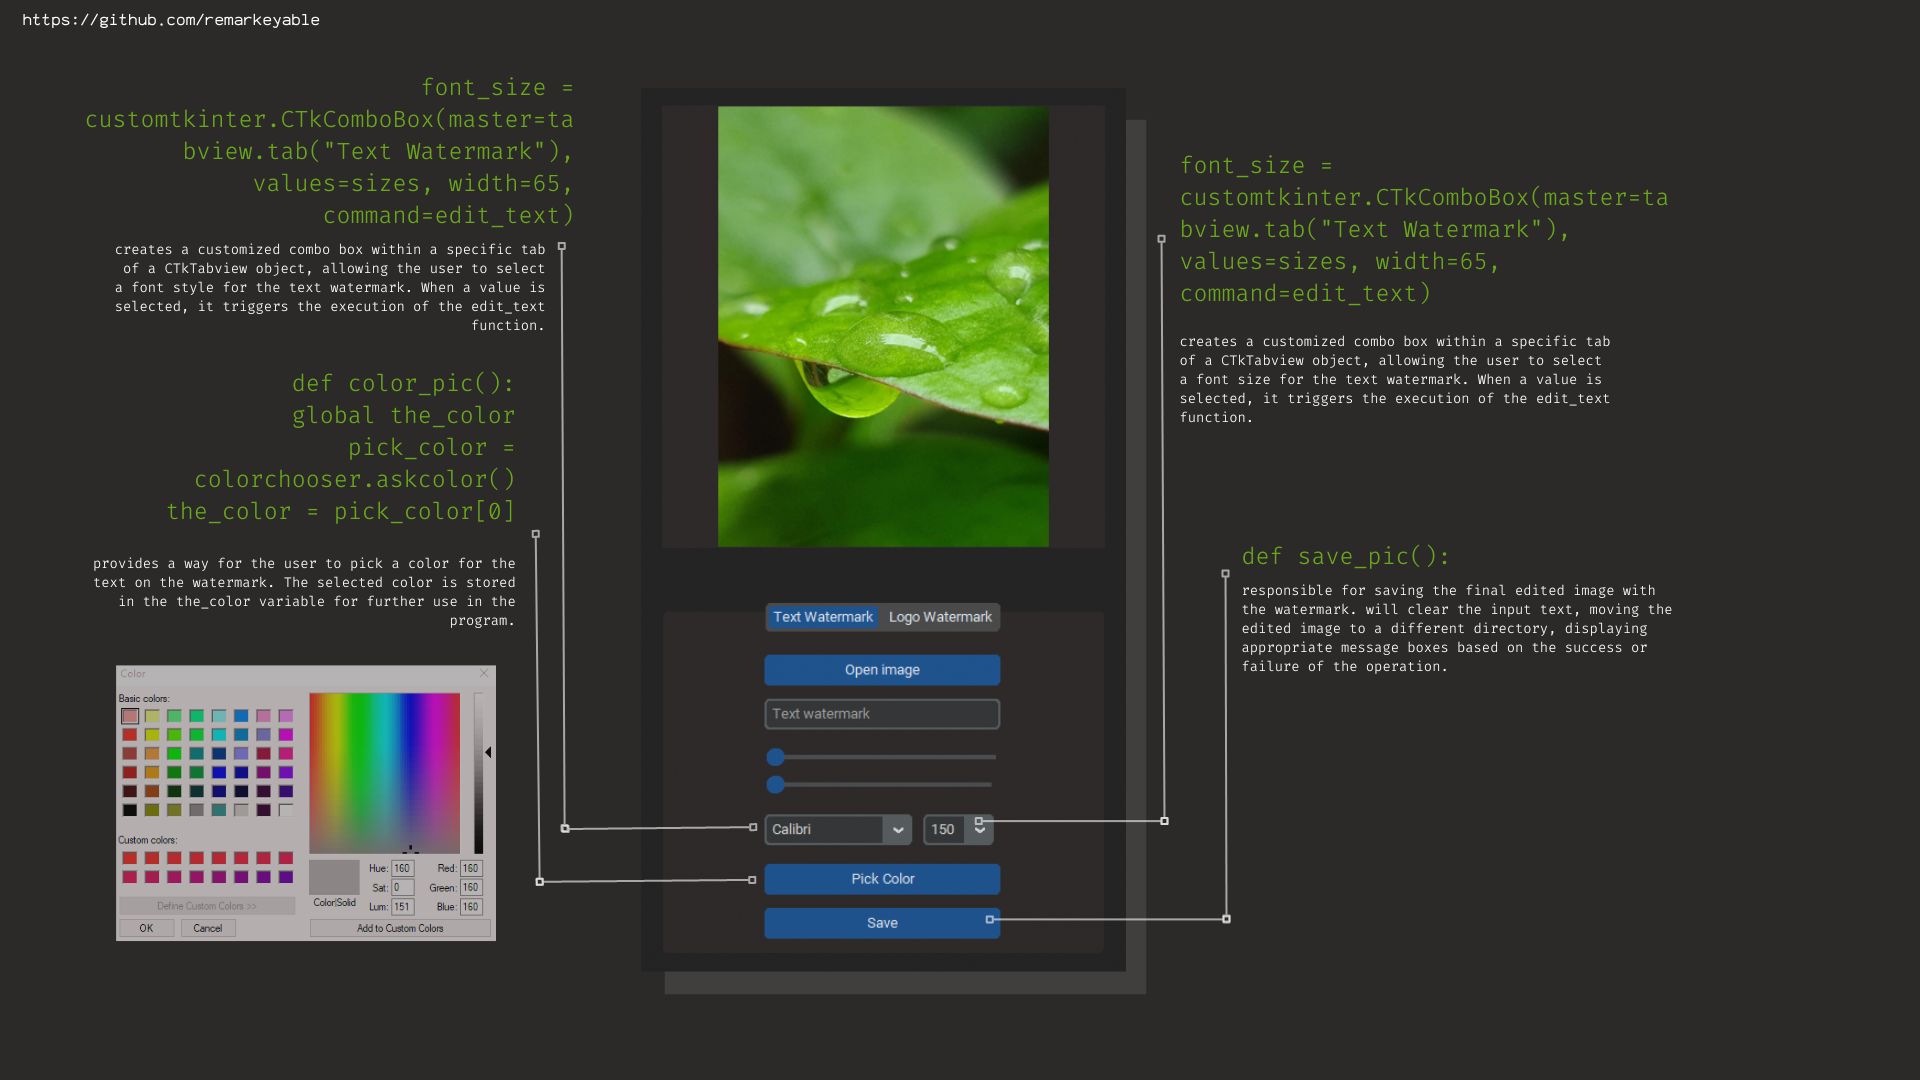 https://github.com/remarkeyable
font_size =
customtkinter.CTkComboBox(master=ta
bview.tab("Text Watermark"),
values=sizes, width=65,
command=edit_text)
creates a customized combo box within a specific tab
of a CTkTabview object, allowing the user to select
a font style for the text watermark. When a value is
selected, it triggers the execution of the edit_text
function.
def color_pic():
global the_color
pick_color =
colorchooser.askcolor()
the_color = pick_color[0]
provides a way for the user to pick a color for the
text on the watermark. The selected color is stored
in the the_color variable for further use in the
program.
Color
Basic colors:
Custom colors:
Define Custom Colors >>
OK Cancel
Hue: 160 Red: 160
Sat: 0 Green: 160
Color|Solid Lum: 151 Blue: 160
Add to Custom Colors
Text Watermark Logo Watermark
Open image
Text watermark
Calibri 150
Pick Color
Save
font_size =
customtkinter.CTkComboBox(master=ta
bview.tab("Text Watermark"),
values=sizes, width=65,
command=edit_text)
creates a customized combo box within a specific tab
of a CTkTabview object, allowing the user to select
a font size for the text watermark. When a value is
selected, it triggers the execution of the edit_text
function.
def save_pic():
responsible for saving the final edited image with
the watermark. will clear the input text, moving the
edited image to a different directory, displaying
appropriate message boxes based on the success or
failure of the operation.